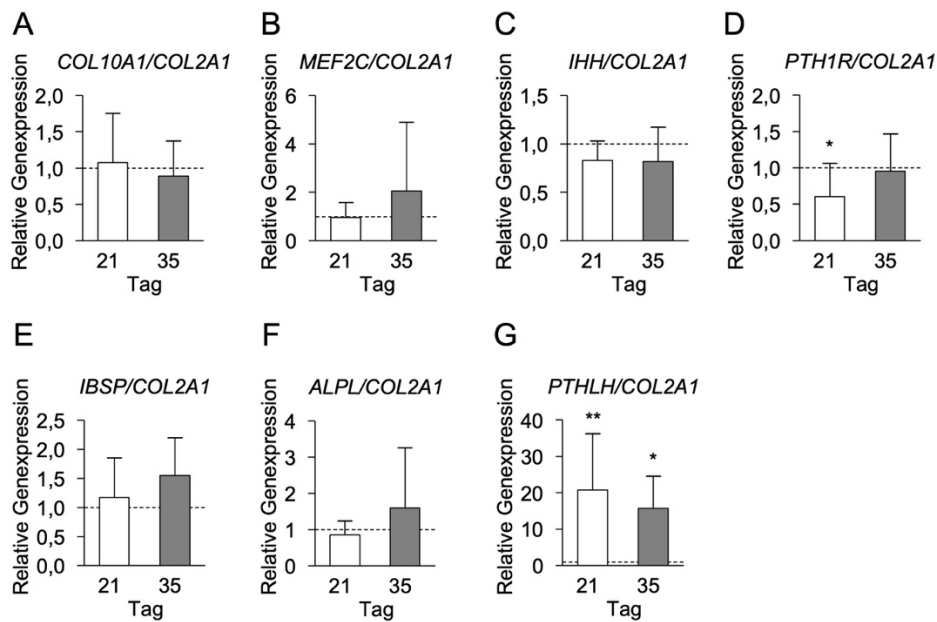 A
COL10A1/COL2A1
Relative Genexpression
2,0
1,5
1,0
0,5
0,0
21 35
Tag
B
MEF2C/COL2A1
Relative Genexpression
6
4
2
0
21 35
Tag
C
IHH/COL2A1
Relative Genexpression
1,5
1,0
0,5
0,0
21 35
Tag
D
PTH1R/COL2A1
Relative Genexpression
2,0
1,5
1,0
0,5
0,0
*
21 35
Tag
E
IBSP/COL2A1
Relative Genexpression
2,5
2,0
1,5
1,0
0,5
0,0
21 35
Tag
F
ALPL/COL2A1
Relative Genexpression
4
3
2
1
0
21 35
Tag
G
PTHLH/COL2A1
Relative Genexpression
40
30
20
10
0
**
*
21 35
Tag